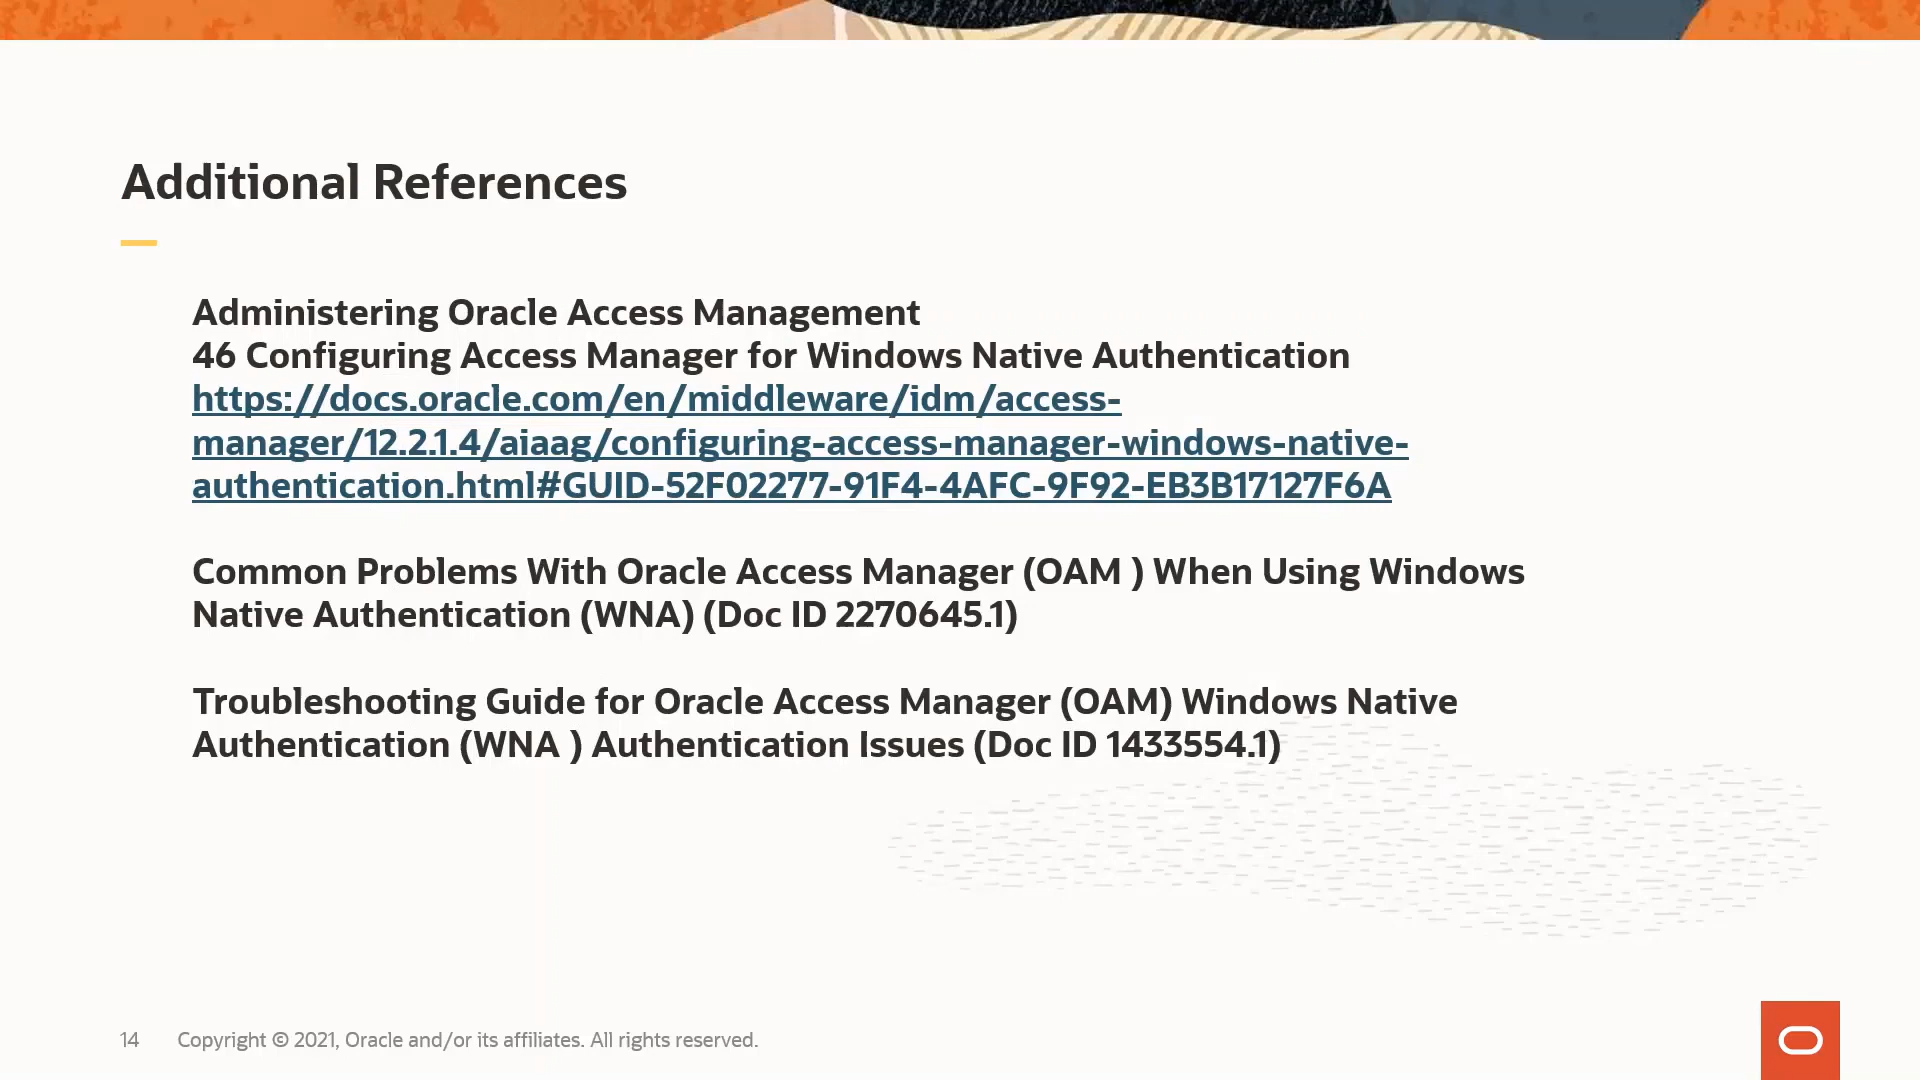 Additional References
Administering Oracle Access Management
46 Configuring Access Manager for Windows Native Authentication
https://docs.oracle.com/en/middleware/idm/access-
manager/12.2.1.4/aiaag/configuring-access-manager-windows-native-
authentication.html#GUID-52F02277-91F4-4AFC-9F92-EB3B17127F6A
Common Problems With Oracle Access Manager (OAM ) When Using Windows
Native Authentication (WNA) (Doc ID 2270645.1)
Troubleshooting Guide for Oracle Access Manager (OAM) Windows Native
Authentication (WNA ) Authentication Issues (Doc ID 1433554.1)
14 Copyright © 2021, Oracle and/or its affiliates. All rights reserved.